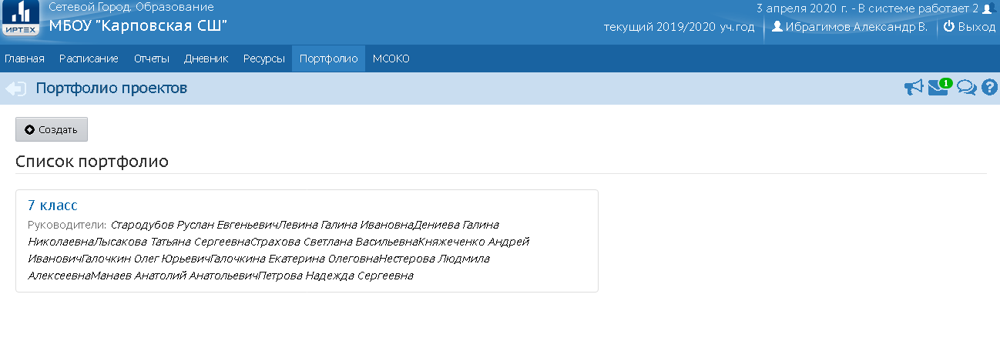 Сетевой Город. Образование
3 апреля 2020 г. - В системе работает 2
ИРТЕХ
МБОУ "Карповская СШ"
текущий 2019/2020 уч.год
Ибрагимов Александр В.
Выход
Главная Расписание Отчеты Дневник Ресурсы Портфолио МСОКО
Портфолио проектов
1
?
Создать
Список портфолио
7 класс
Руководители: Стародубов Руслан ЕвгеньевичЛевина Галина ИвановнаДениева Галина
НиколаевнаЛысакова Татьяна СергеевнаСтрахова Светлана ВасильевнаКняжеченко Андрей
ИвановичГалочкин Олег ЮрьевичГалочкина Екатерина ОлеговнаНестерова Людмила
АлексеевнаМанаев Анатолий АнатольевичПетрова Надежда Сергеевна